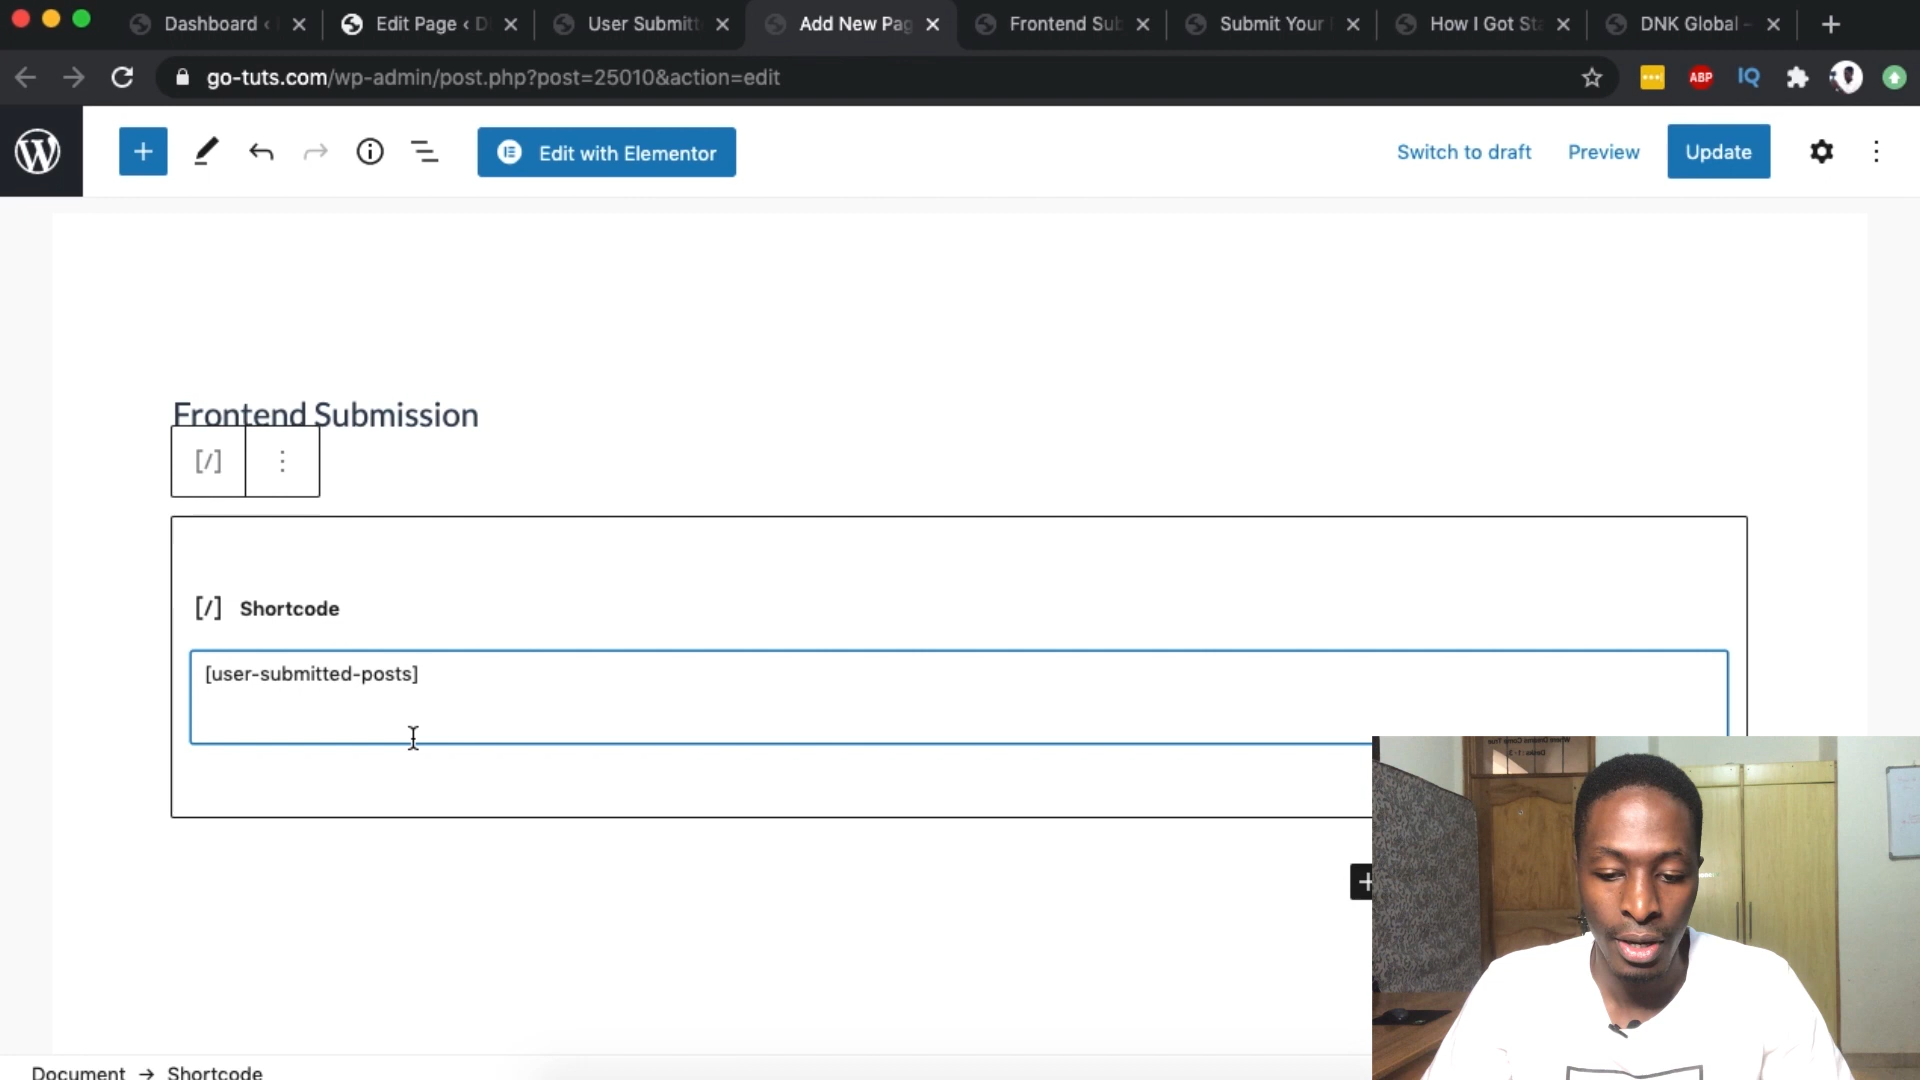 Dashboard ‹
Edit Page ‹ D
User Submitt
Add New Pag
Frontend Sub
Submit Your
How I Got Sta
DNK Global –
go-tuts.com/wp-admin/post.php?post=25010&action=edit
ABP
IQ
Edit with Elementor
Switch to draft
Preview
Update
Frontend Submission
[/]
[/] Shortcode
[user-submitted-posts]
Document → Shortcode